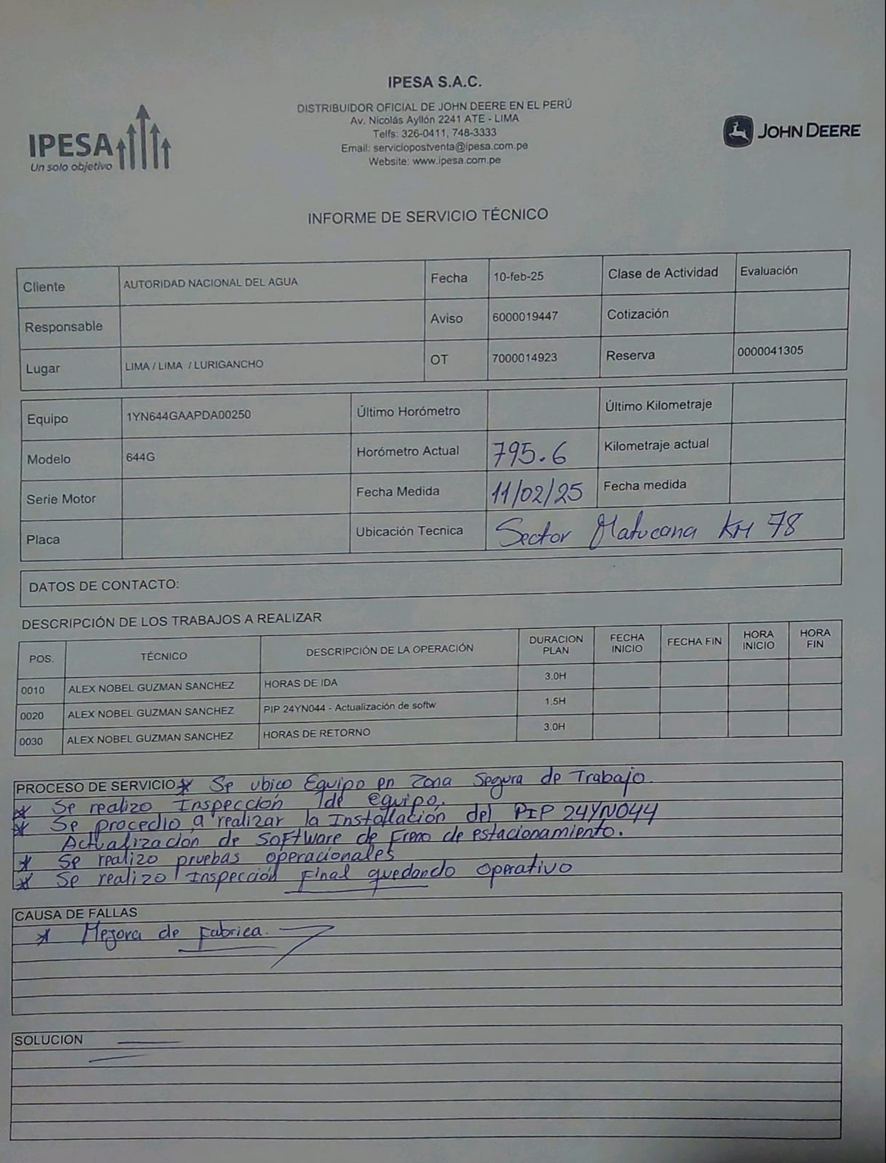 IPESA S.A.C.
DISTRIBUIDOR OFICIAL DE JOHN DEERE EN EL PERÚ
Av. Nicolás Ayllón 2241 ATE - LIMA
Telfs: 326-0411, 748-3333
Email: serviciopostventa@ipesa.com.pe
Website: www.ipesa.com.pe
IPESA
Un solo objetivo
JOHN DEERE
INFORME DE SERVICIO TÉCNICO
Cliente AUTORIDAD NACIONAL DEL AGUA Fecha 10-feb-25 Clase de Actividad Evaluación
Responsable Aviso 6000019447 Cotización
Lugar LIMA / LIMA / LURIGANCHO OT 7000014923 Reserva 0000041305
Equipo 1YN644GAAPDA00250 Último Horómetro Último Kilometraje
Modelo 644G Horómetro Actual 795.6 Kilometraje actual
Serie Motor Fecha Medida 11/02/25 Fecha medida
Placa Ubicación Tecnica Sector Matucana KM 78
DATOS DE CONTACTO:
DESCRIPCIÓN DE LOS TRABAJOS A REALIZAR
POS. TÉCNICO DESCRIPCIÓN DE LA OPERACIÓN DURACION PLAN FECHA INICIO FECHA FIN HORA INICIO HORA FIN
0010 ALEX NOBEL GUZMAN SANCHEZ HORAS DE IDA 3.0H
0020 ALEX NOBEL GUZMAN SANCHEZ PIP 24YN044 - Actualización de softw 1.5H
0030 ALEX NOBEL GUZMAN SANCHEZ HORAS DE RETORNO 3.0H
PROCESO DE SERVICIO * Se ubico Equipo en Zona Segura de Trabajo.
* Se realizo Inspección de equipo.
* Se procedio a realizar la Instalación del PIP 24YN044
Actualización de Software de Freno de estacionamiento.
* Se realizo pruebas operacionales
* Se realizo Inspección Final quedando Operativo
CAUSA DE FALLAS
* Mejora de Fabrica.
SOLUCION